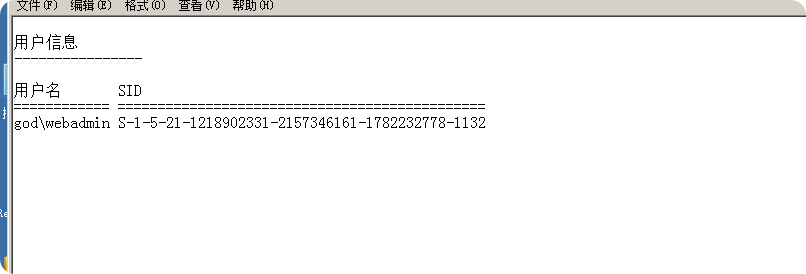 文件(F) 编辑(E) 格式(O) 查看(V) 帮助(H)
用户信息
----------------
用户名 SID
============ ==============================================
god\webadmin S-1-5-21-1218902331-2157346161-1782232778-1132
Re